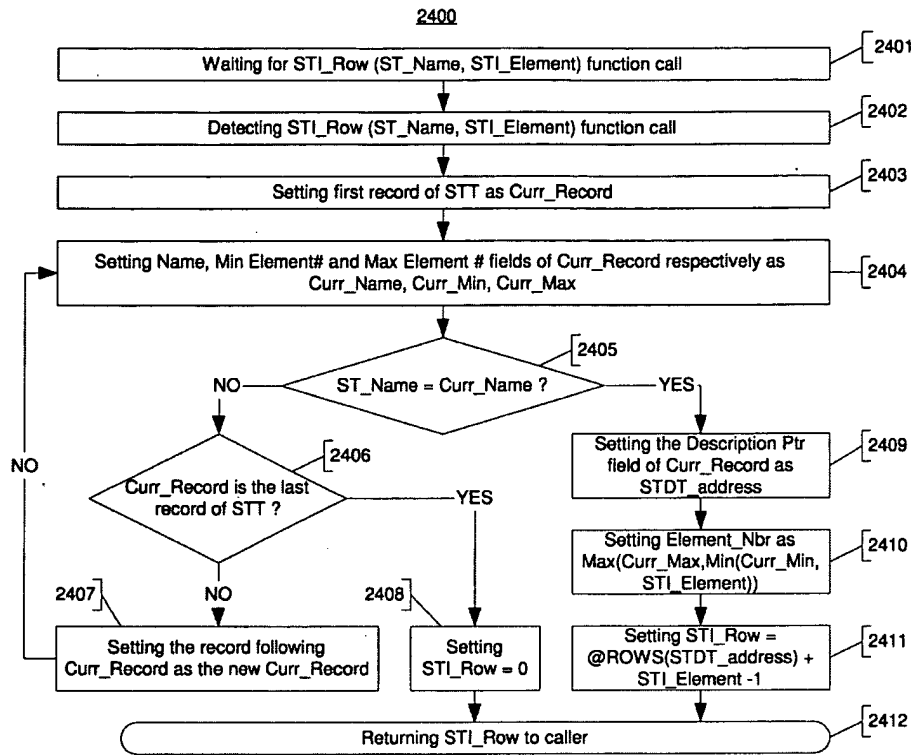 2400
Waiting for STI_Row (ST_Name, STI_Element) function call
2401
Detecting STI_Row (ST_Name, STI_Element) function call
2402
Setting first record of STT as Curr_Record
2403
Setting Name, Min Element# and Max Element # fields of Curr_Record respectively as
Curr_Name, Curr_Min, Curr_Max
2404
ST_Name = Curr_Name ?
2405
NO
YES
Curr_Record is the last
record of STT ?
2406
NO
YES
NO
Setting the Description Ptr
field of Curr_Record as
STDT_address
2409
Setting Element_Nbr as
Max(Curr_Max,Min(Curr_Min,
STI_Element))
2410
2407
Setting the record following
Curr_Record as the new Curr_Record
2408
Setting
STI_Row = 0
Setting STI_Row =
@ROWS(STDT_address) +
STI_Element -1
2411
Returning STI_Row to caller
2412